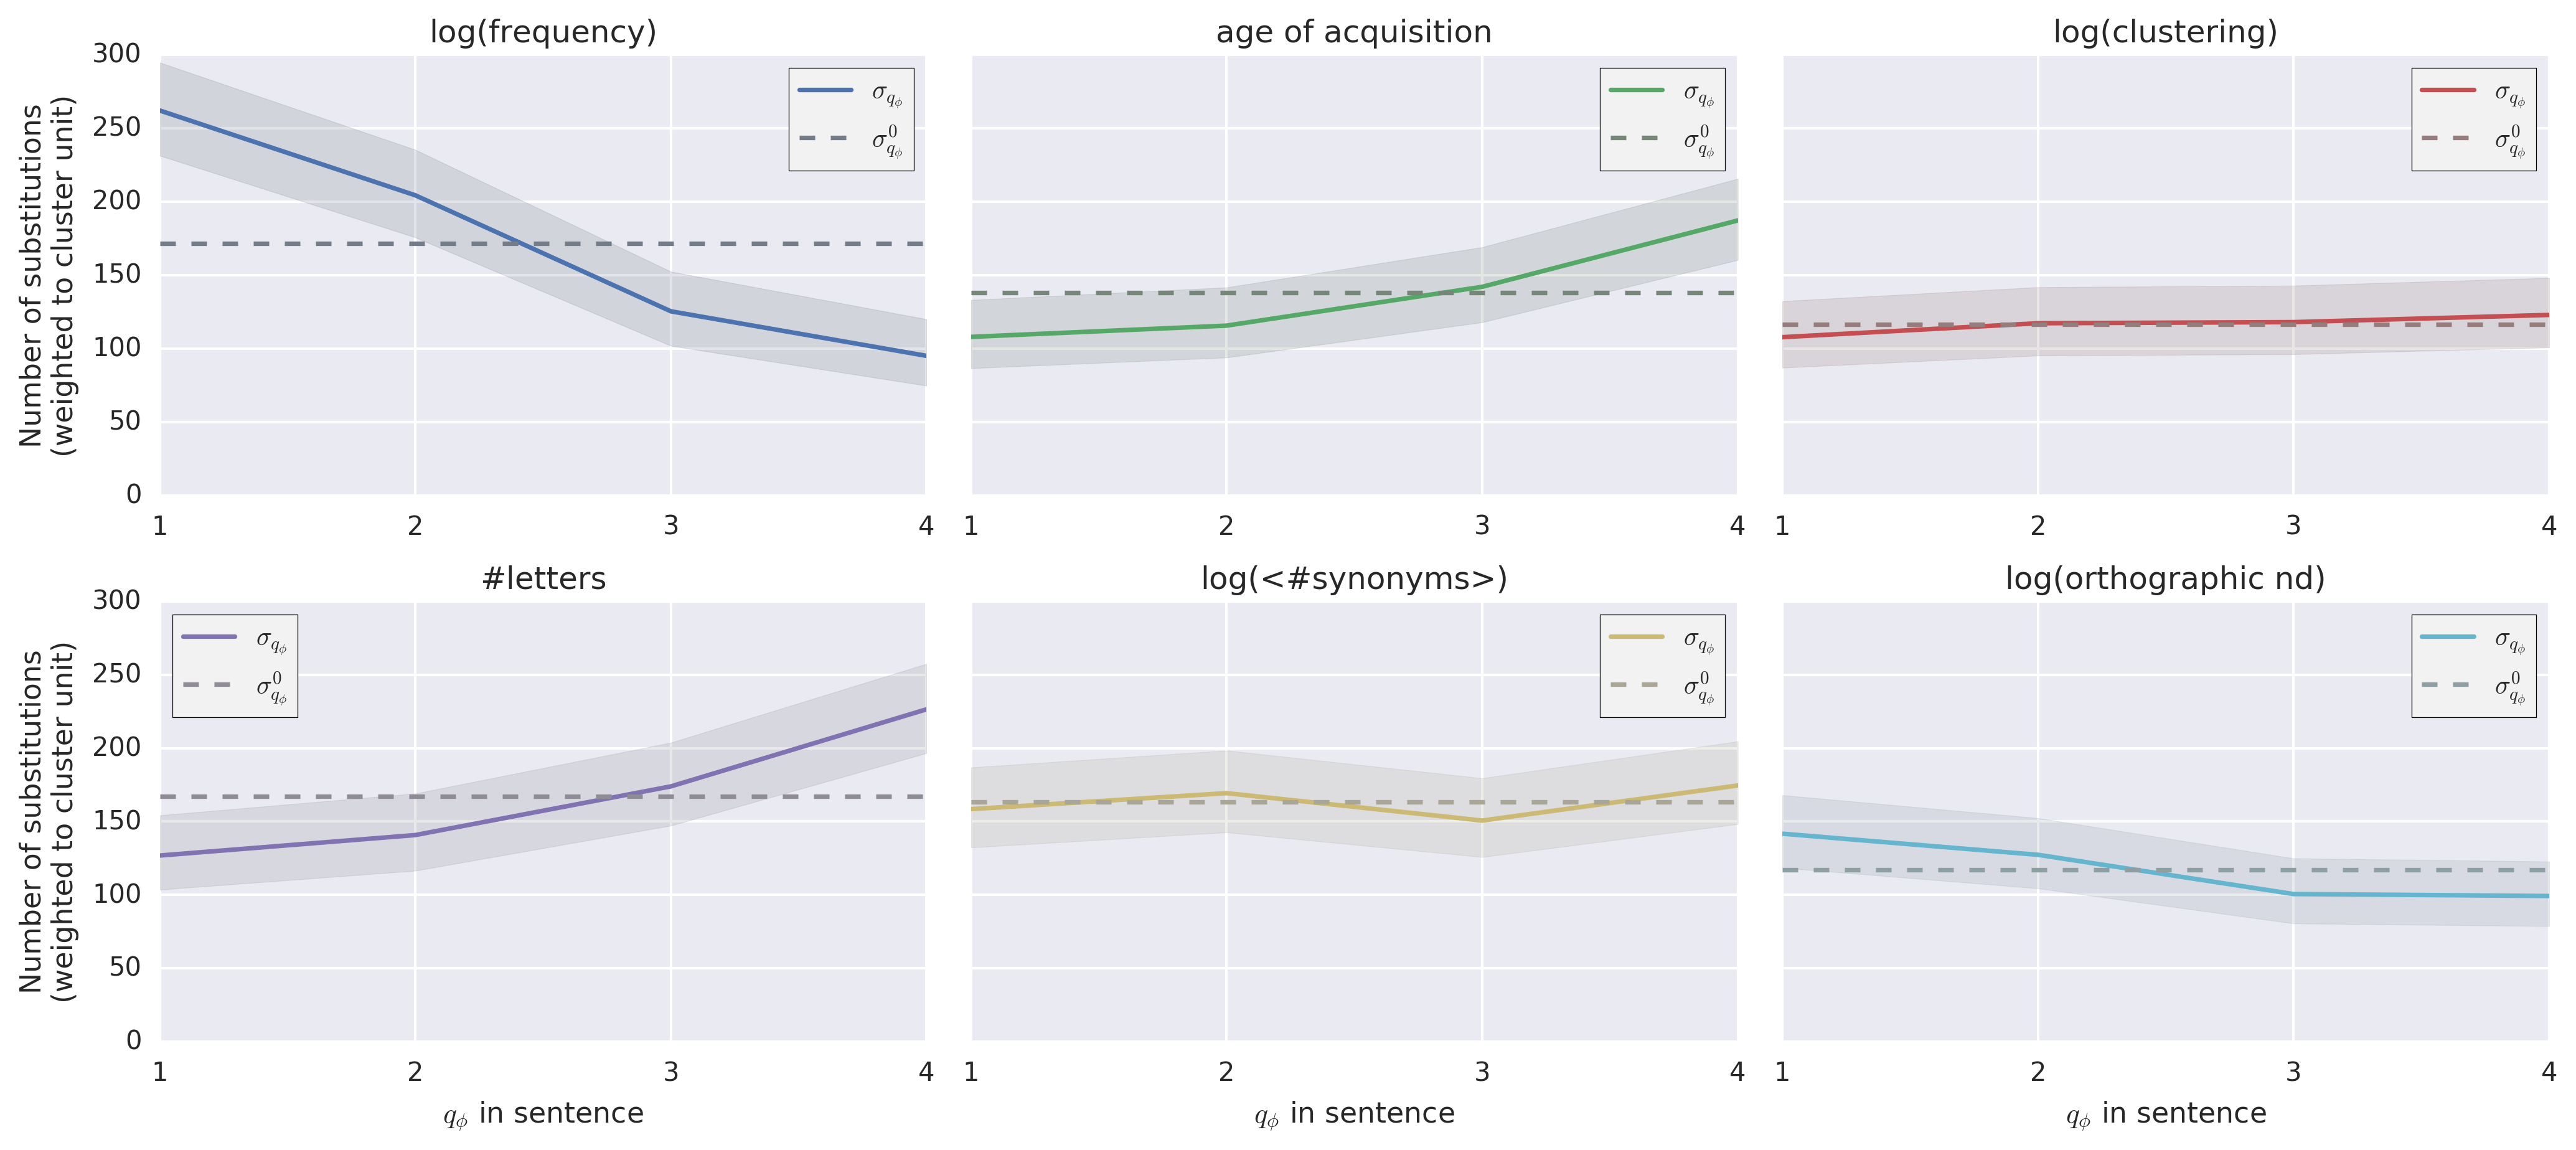 log(frequency)
age of acquisition
log(clustering)
Number of substitutions
(weighted to cluster unit)
300
250
200
150
100
50
0
σ_{q_ϕ}
σ^0_{q_ϕ}
1 2 3 4
σ_{q_ϕ}
σ^0_{q_ϕ}
1 2 3 4
σ_{q_ϕ}
σ^0_{q_ϕ}
1 2 3 4
#letters
log(<#synonyms>)
log(orthographic nd)
Number of substitutions
(weighted to cluster unit)
300
250
200
150
100
50
0
σ_{q_ϕ}
σ^0_{q_ϕ}
1 2 3 4
q_ϕ in sentence
σ_{q_ϕ}
σ^0_{q_ϕ}
1 2 3 4
q_ϕ in sentence
σ_{q_ϕ}
σ^0_{q_ϕ}
1 2 3 4
q_ϕ in sentence